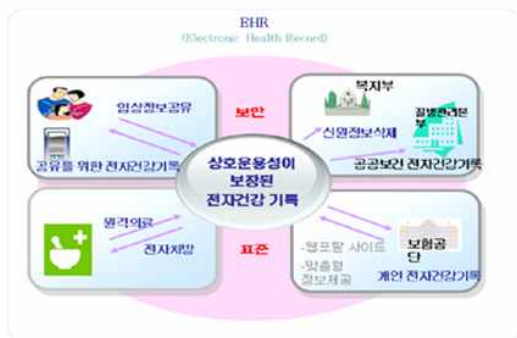 EHR
(Electronic Health Record)
임상정보공유
공유를 위한 전자건강기록
보안
복지부
질병관리본
부
신원정보삭제
공공보건 전자건강기록
상호운용성이
보장된
전자건강 기록
원격의료
전자처방
표준
-웹포탈 사이트
-맞춤형
정보제공
보험공
단
개인 전자건강기록